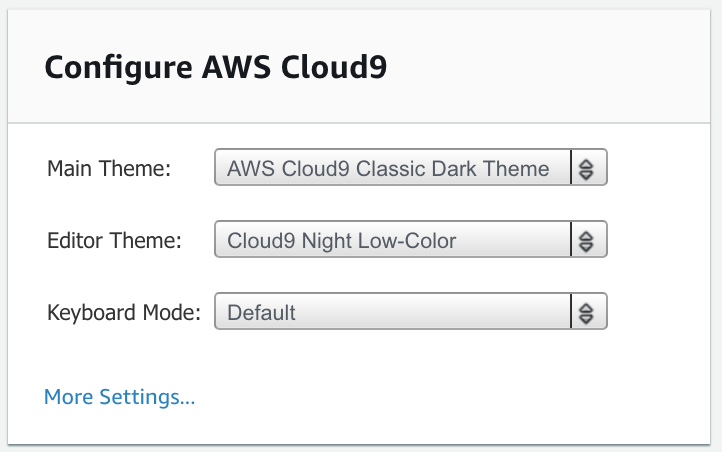 Configure AWS Cloud9
Main Theme: AWS Cloud9 Classic Dark Theme
Editor Theme: Cloud9 Night Low-Color
Keyboard Mode: Default
More Settings...